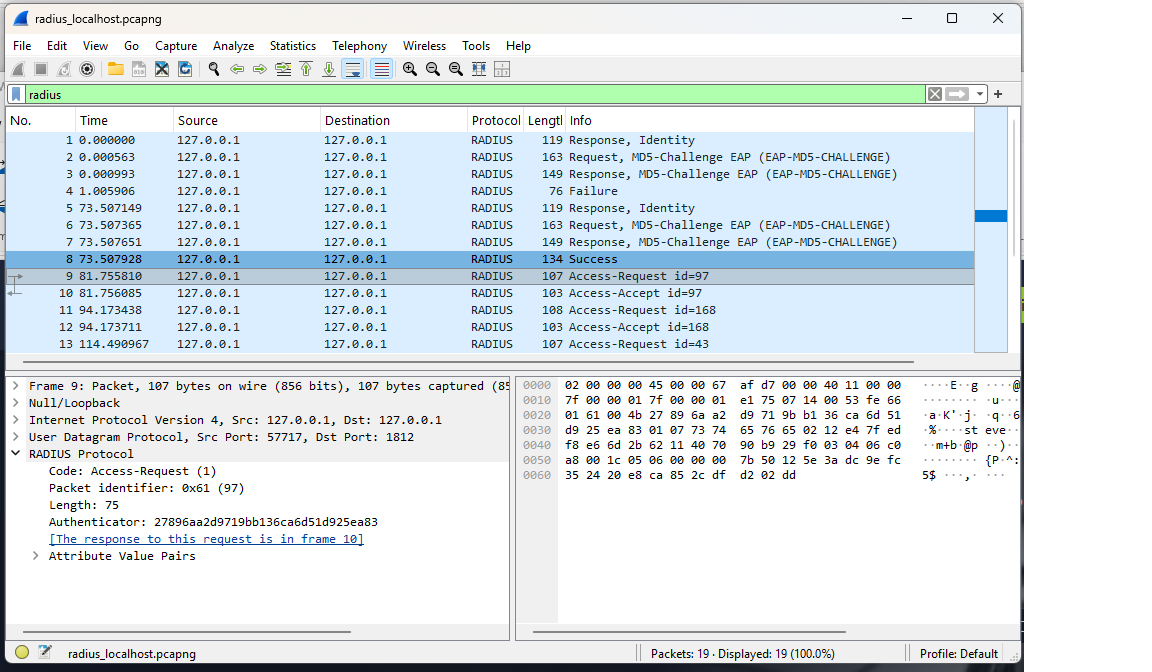 radius_localhost.pcapng
File Edit View Go Capture Analyze Statistics Telephony Wireless Tools Help
radius
No. Time Source Destination Protocol Lengtl Info
1 0.000000 127.0.0.1 127.0.0.1 RADIUS 119 Response, Identity
2 0.000563 127.0.0.1 127.0.0.1 RADIUS 163 Request, MD5-Challenge EAP (EAP-MD5-CHALLENGE)
3 0.000993 127.0.0.1 127.0.0.1 RADIUS 149 Response, MD5-Challenge EAP (EAP-MD5-CHALLENGE)
4 1.005906 127.0.0.1 127.0.0.1 RADIUS 76 Failure
5 73.507149 127.0.0.1 127.0.0.1 RADIUS 119 Response, Identity
6 73.507365 127.0.0.1 127.0.0.1 RADIUS 163 Request, MD5-Challenge EAP (EAP-MD5-CHALLENGE)
7 73.507651 127.0.0.1 127.0.0.1 RADIUS 149 Response, MD5-Challenge EAP (EAP-MD5-CHALLENGE)
8 73.507928 127.0.0.1 127.0.0.1 RADIUS 134 Success
9 81.755810 127.0.0.1 127.0.0.1 RADIUS 107 Access-Request id=97
10 81.756085 127.0.0.1 127.0.0.1 RADIUS 103 Access-Accept id=97
11 94.173438 127.0.0.1 127.0.0.1 RADIUS 108 Access-Request id=168
12 94.173711 127.0.0.1 127.0.0.1 RADIUS 103 Access-Accept id=168
13 114.490967 127.0.0.1 127.0.0.1 RADIUS 107 Access-Request id=43
Frame 9: Packet, 107 bytes on wire (856 bits), 107 bytes captured (85
Null/Loopback
Internet Protocol Version 4, Src: 127.0.0.1, Dst: 127.0.0.1
User Datagram Protocol, Src Port: 57717, Dst Port: 1812
RADIUS Protocol
Code: Access-Request (1)
Packet identifier: 0x61 (97)
Length: 75
Authenticator: 27896aa2d9719bb136ca6d51d925ea83
[The response to this request is in frame 10]
Attribute Value Pairs
0000 02 00 00 00 45 00 00 67 af d7 00 00 40 11 00 00 ····E··g ····@
0010 7f 00 00 01 7f 00 00 01 e1 75 07 14 00 53 fe 66 ········ ·u···
0020 01 61 00 4b 27 89 6a a2 d9 71 9b b1 36 ca 6d 51 ·a·K'·j· ·q··6
0030 d9 25 ea 83 01 07 73 74 65 76 65 02 12 e4 7f ed ·%····st eve··
0040 f8 e6 6d 2b 62 11 40 70 90 b9 29 f0 03 04 06 c0 ··m+b·@p ··)··
0050 a8 00 1c 05 06 00 00 00 7b 50 12 5e 3a dc 9e fc ········ {P·^:
0060 35 24 20 e8 ca 85 2c df d2 02 dd 5$ ···,· ···
radius_localhost.pcapng
Packets: 19 · Displayed: 19 (100.0%)
Profile: Default